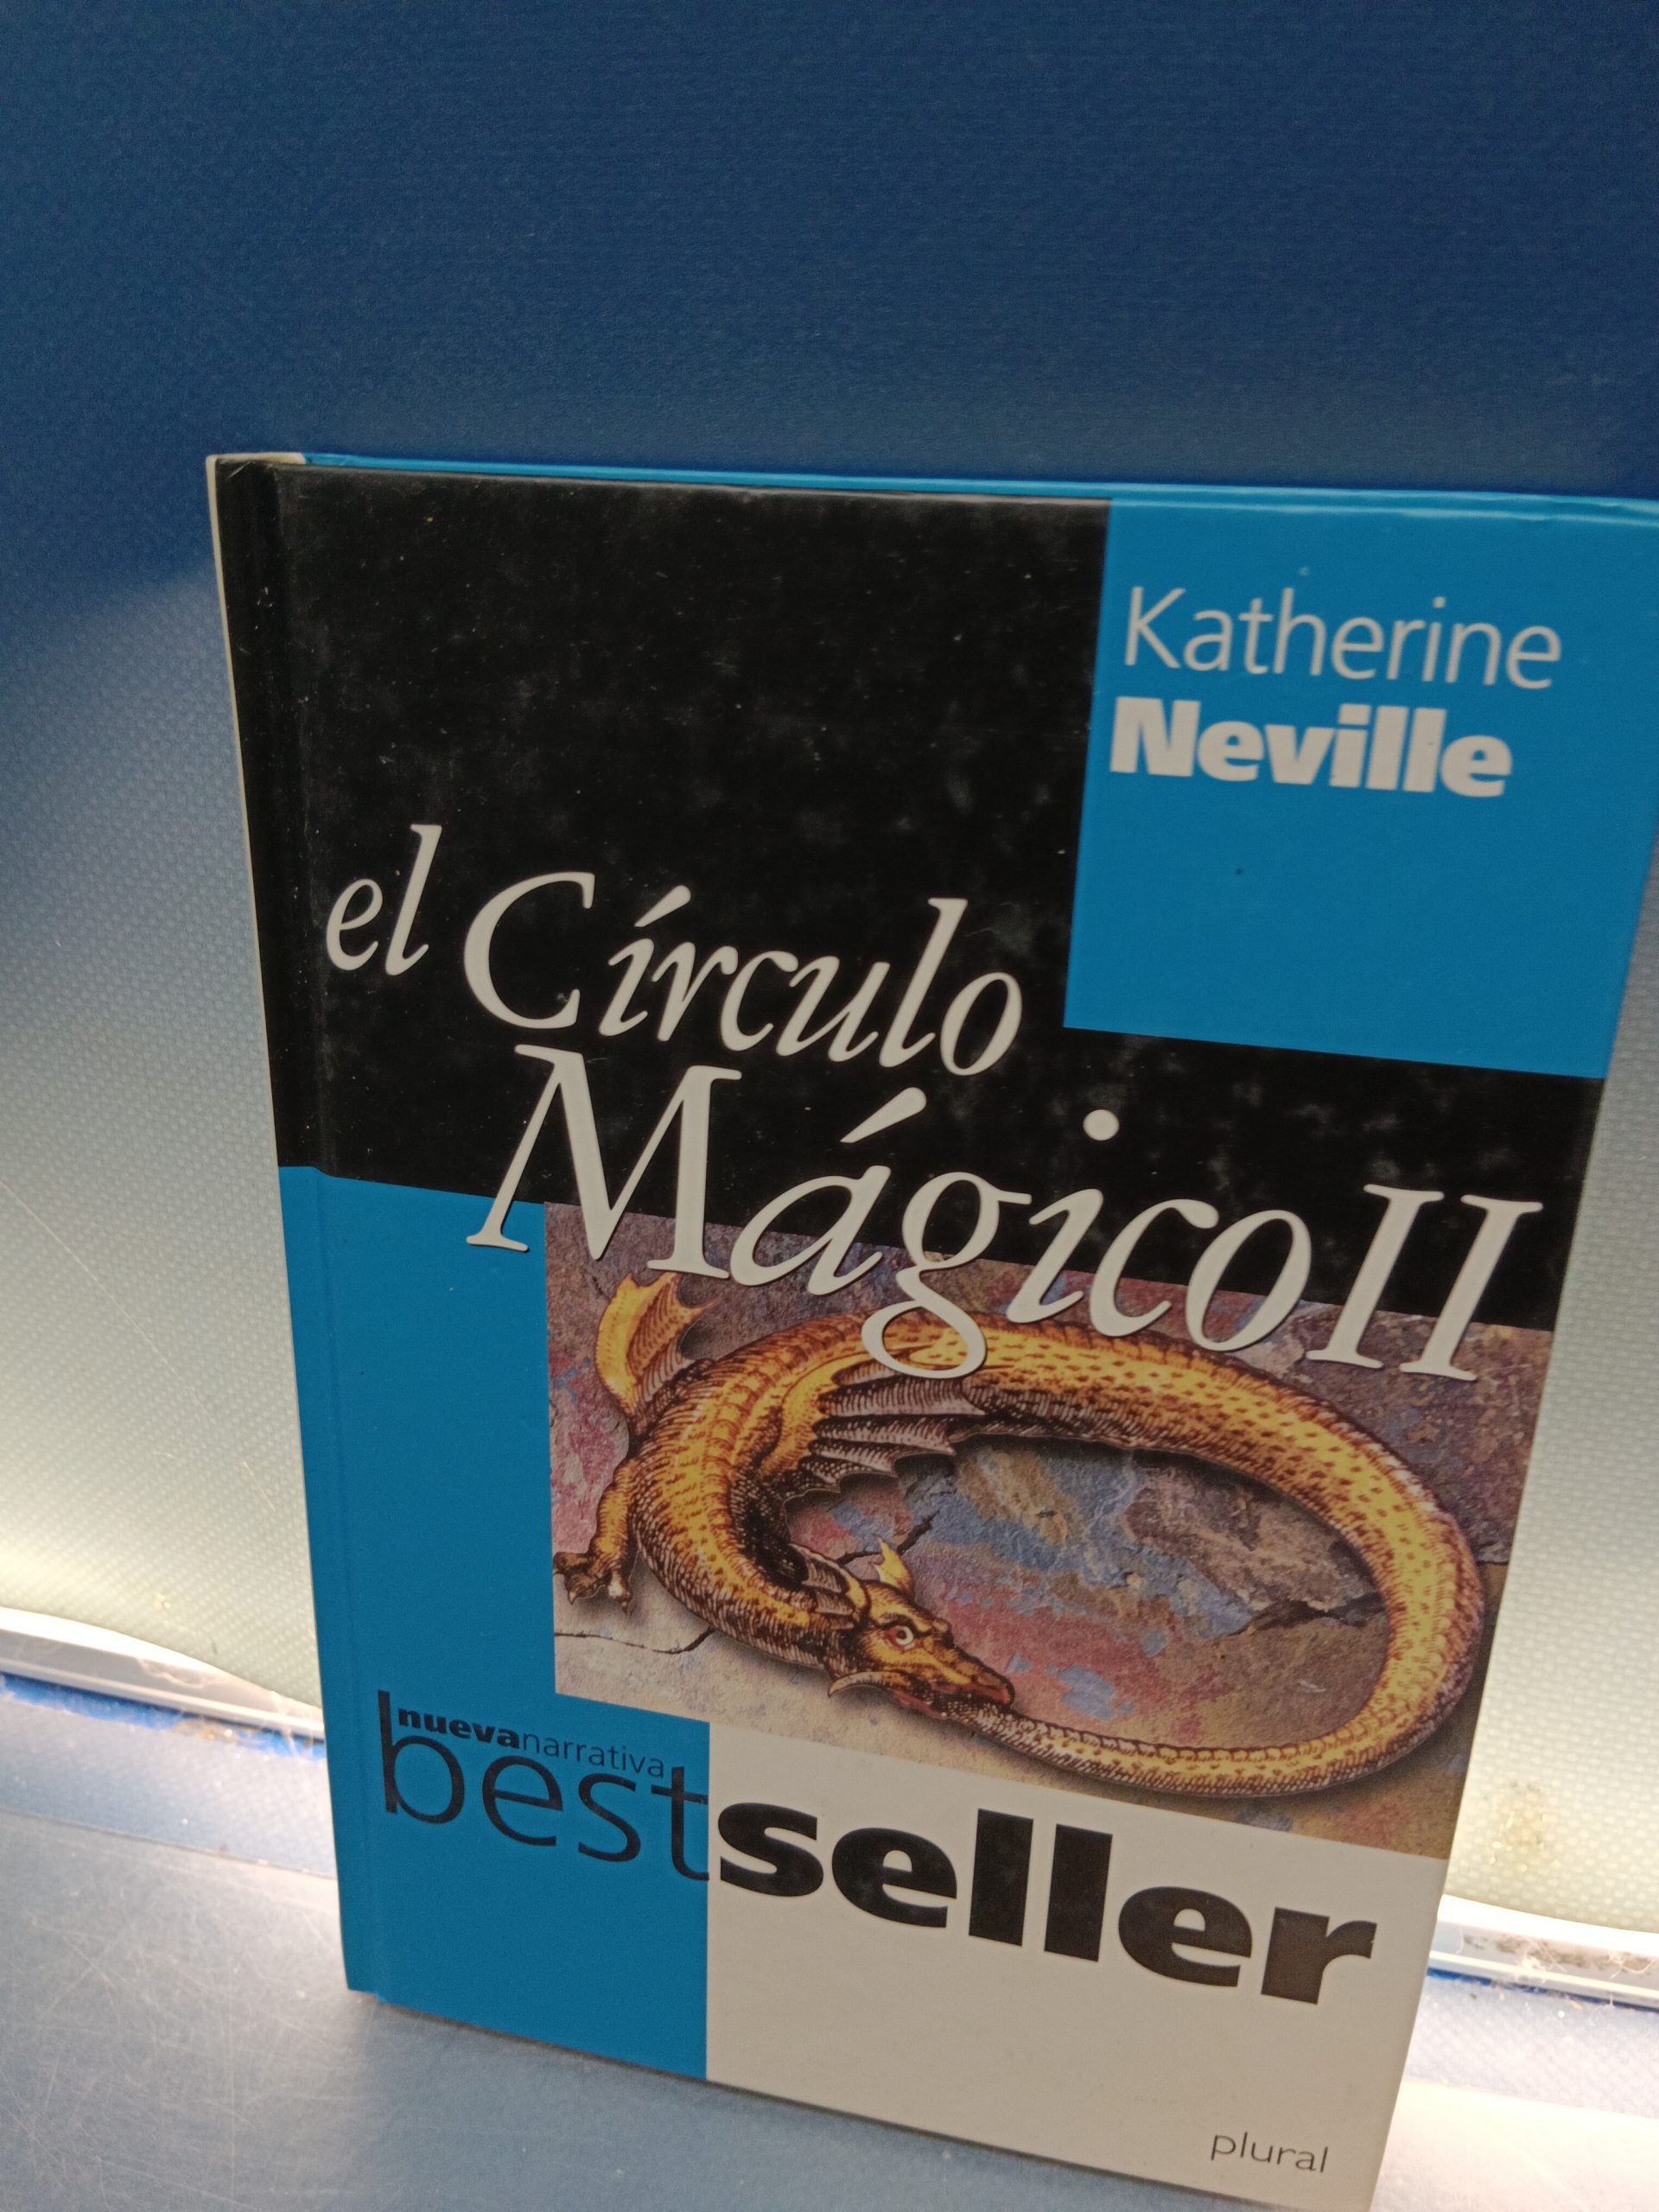 Katherine
Neville
el Círculo
Mágico II
nuevanarrativa
bestseller
plural